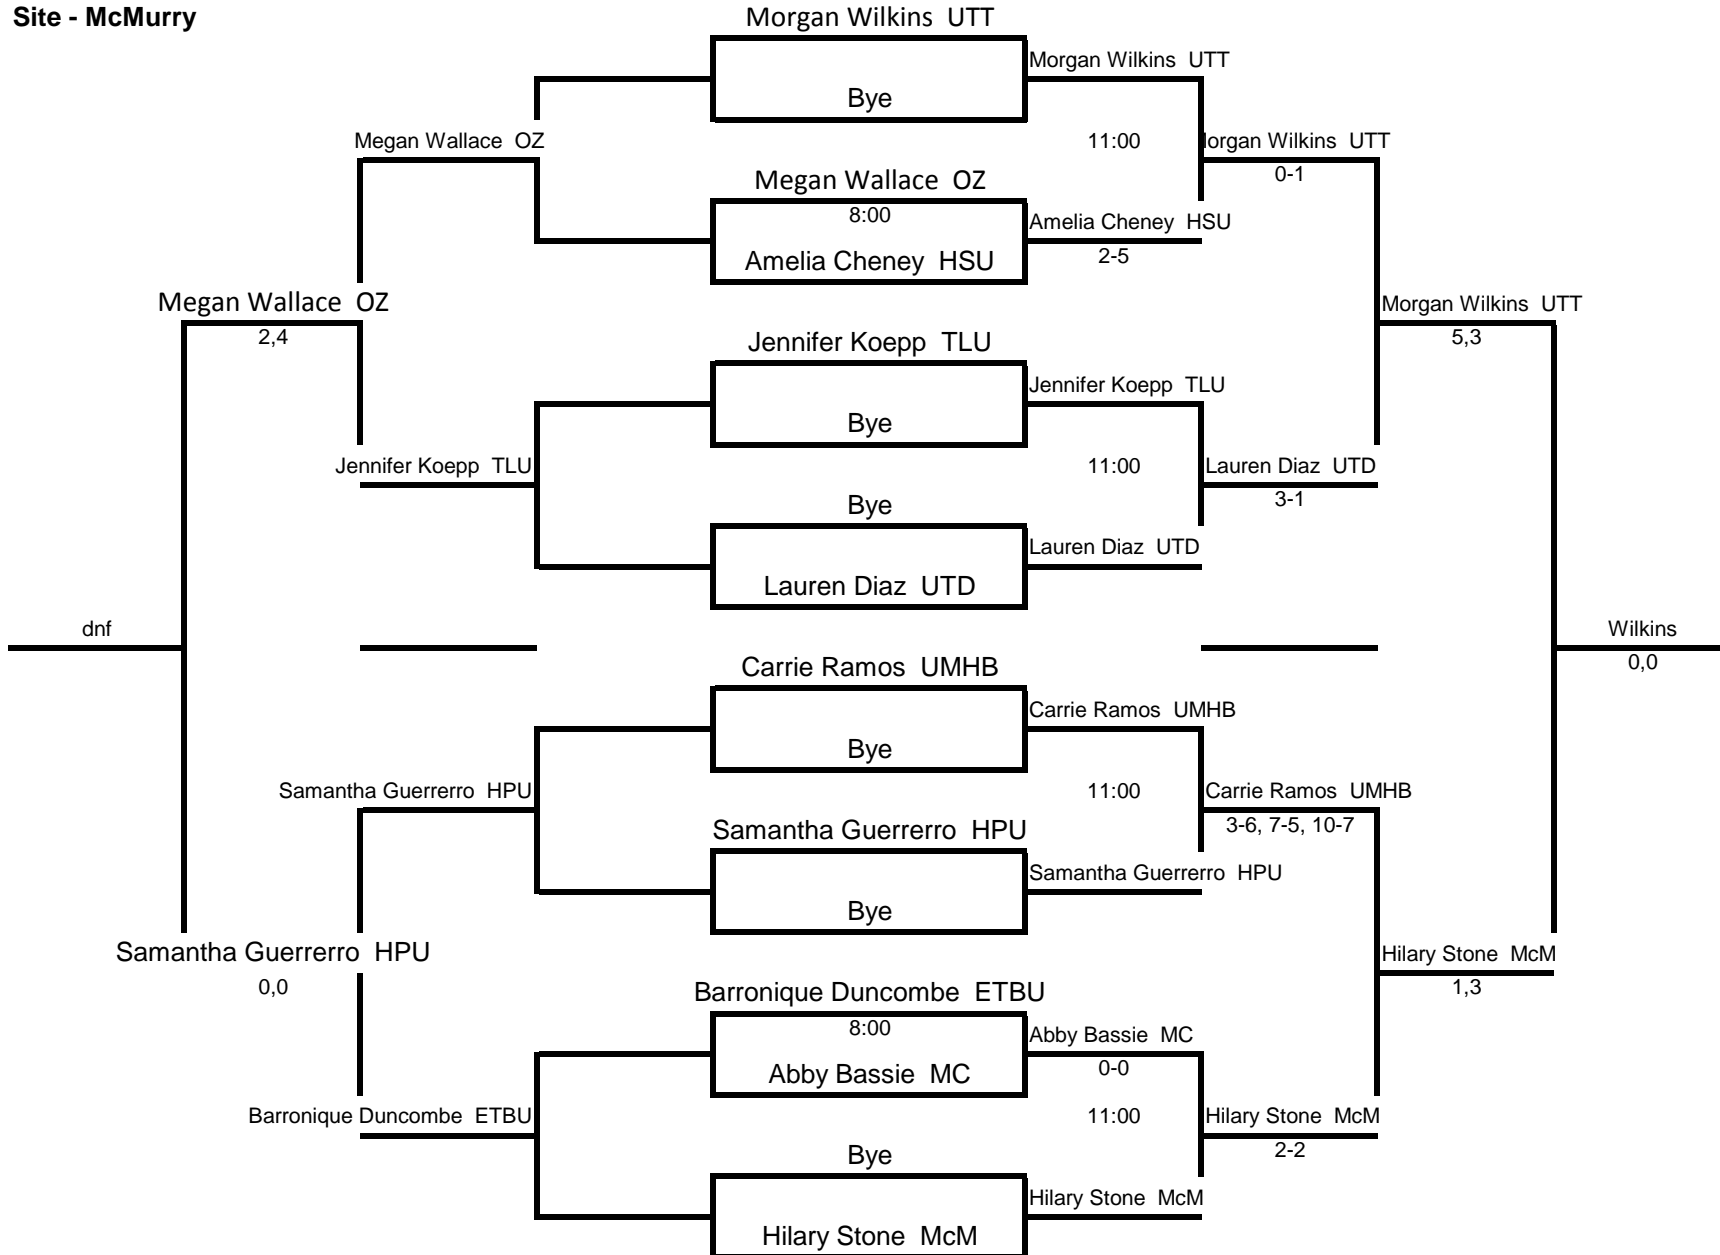 Site - McMurry
Morgan Wilkins UTT
Morgan Wilkins UTT
Bye
Megan Wallace OZ
11:00
organ Wilkins UTT
0-1
Megan Wallace OZ
8:00
Amelia Cheney HSU
Amelia Cheney HSU
2-5
Megan Wallace OZ
2,4
Morgan Wilkins UTT
5,3
Jennifer Koepp TLU
Jennifer Koepp TLU
Bye
Jennifer Koepp TLU
11:00
Lauren Diaz UTD
3-1
Bye
Lauren Diaz UTD
Lauren Diaz UTD
dnf
Wilkins
0,0
Carrie Ramos UMHB
Carrie Ramos UMHB
Bye
Samantha Guerrerro HPU
11:00
Carrie Ramos UMHB
3-6, 7-5, 10-7
Samantha Guerrerro HPU
Samantha Guerrerro HPU
Bye
Samantha Guerrerro HPU
0,0
Hilary Stone McM
1,3
Barronique Duncombe ETBU
8:00
Abby Bassie MC
Abby Bassie MC
0-0
Barronique Duncombe ETBU
11:00
Hilary Stone McM
2-2
Bye
Hilary Stone McM
Hilary Stone McM